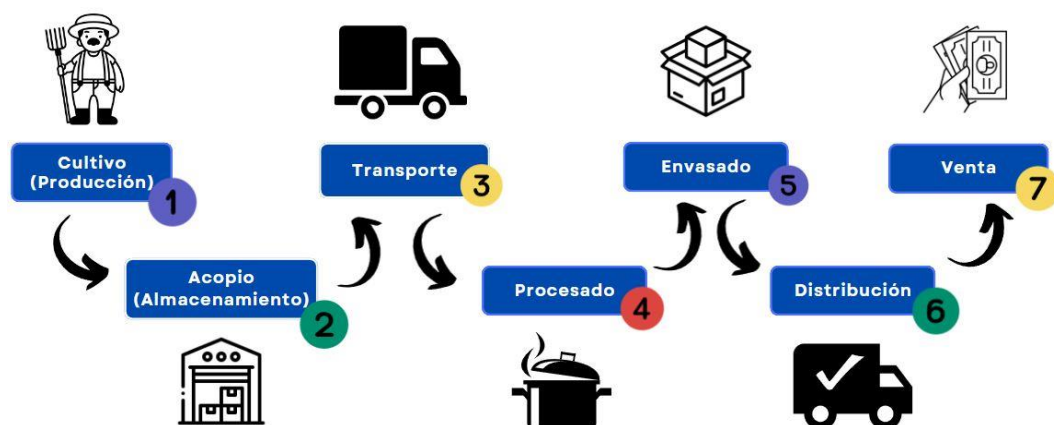 Cultivo
(Producción)
1
Acopio
(Almacenamiento)
2
Transporte
3
Procesado
4
Envasado
5
Distribución
6
Venta
7